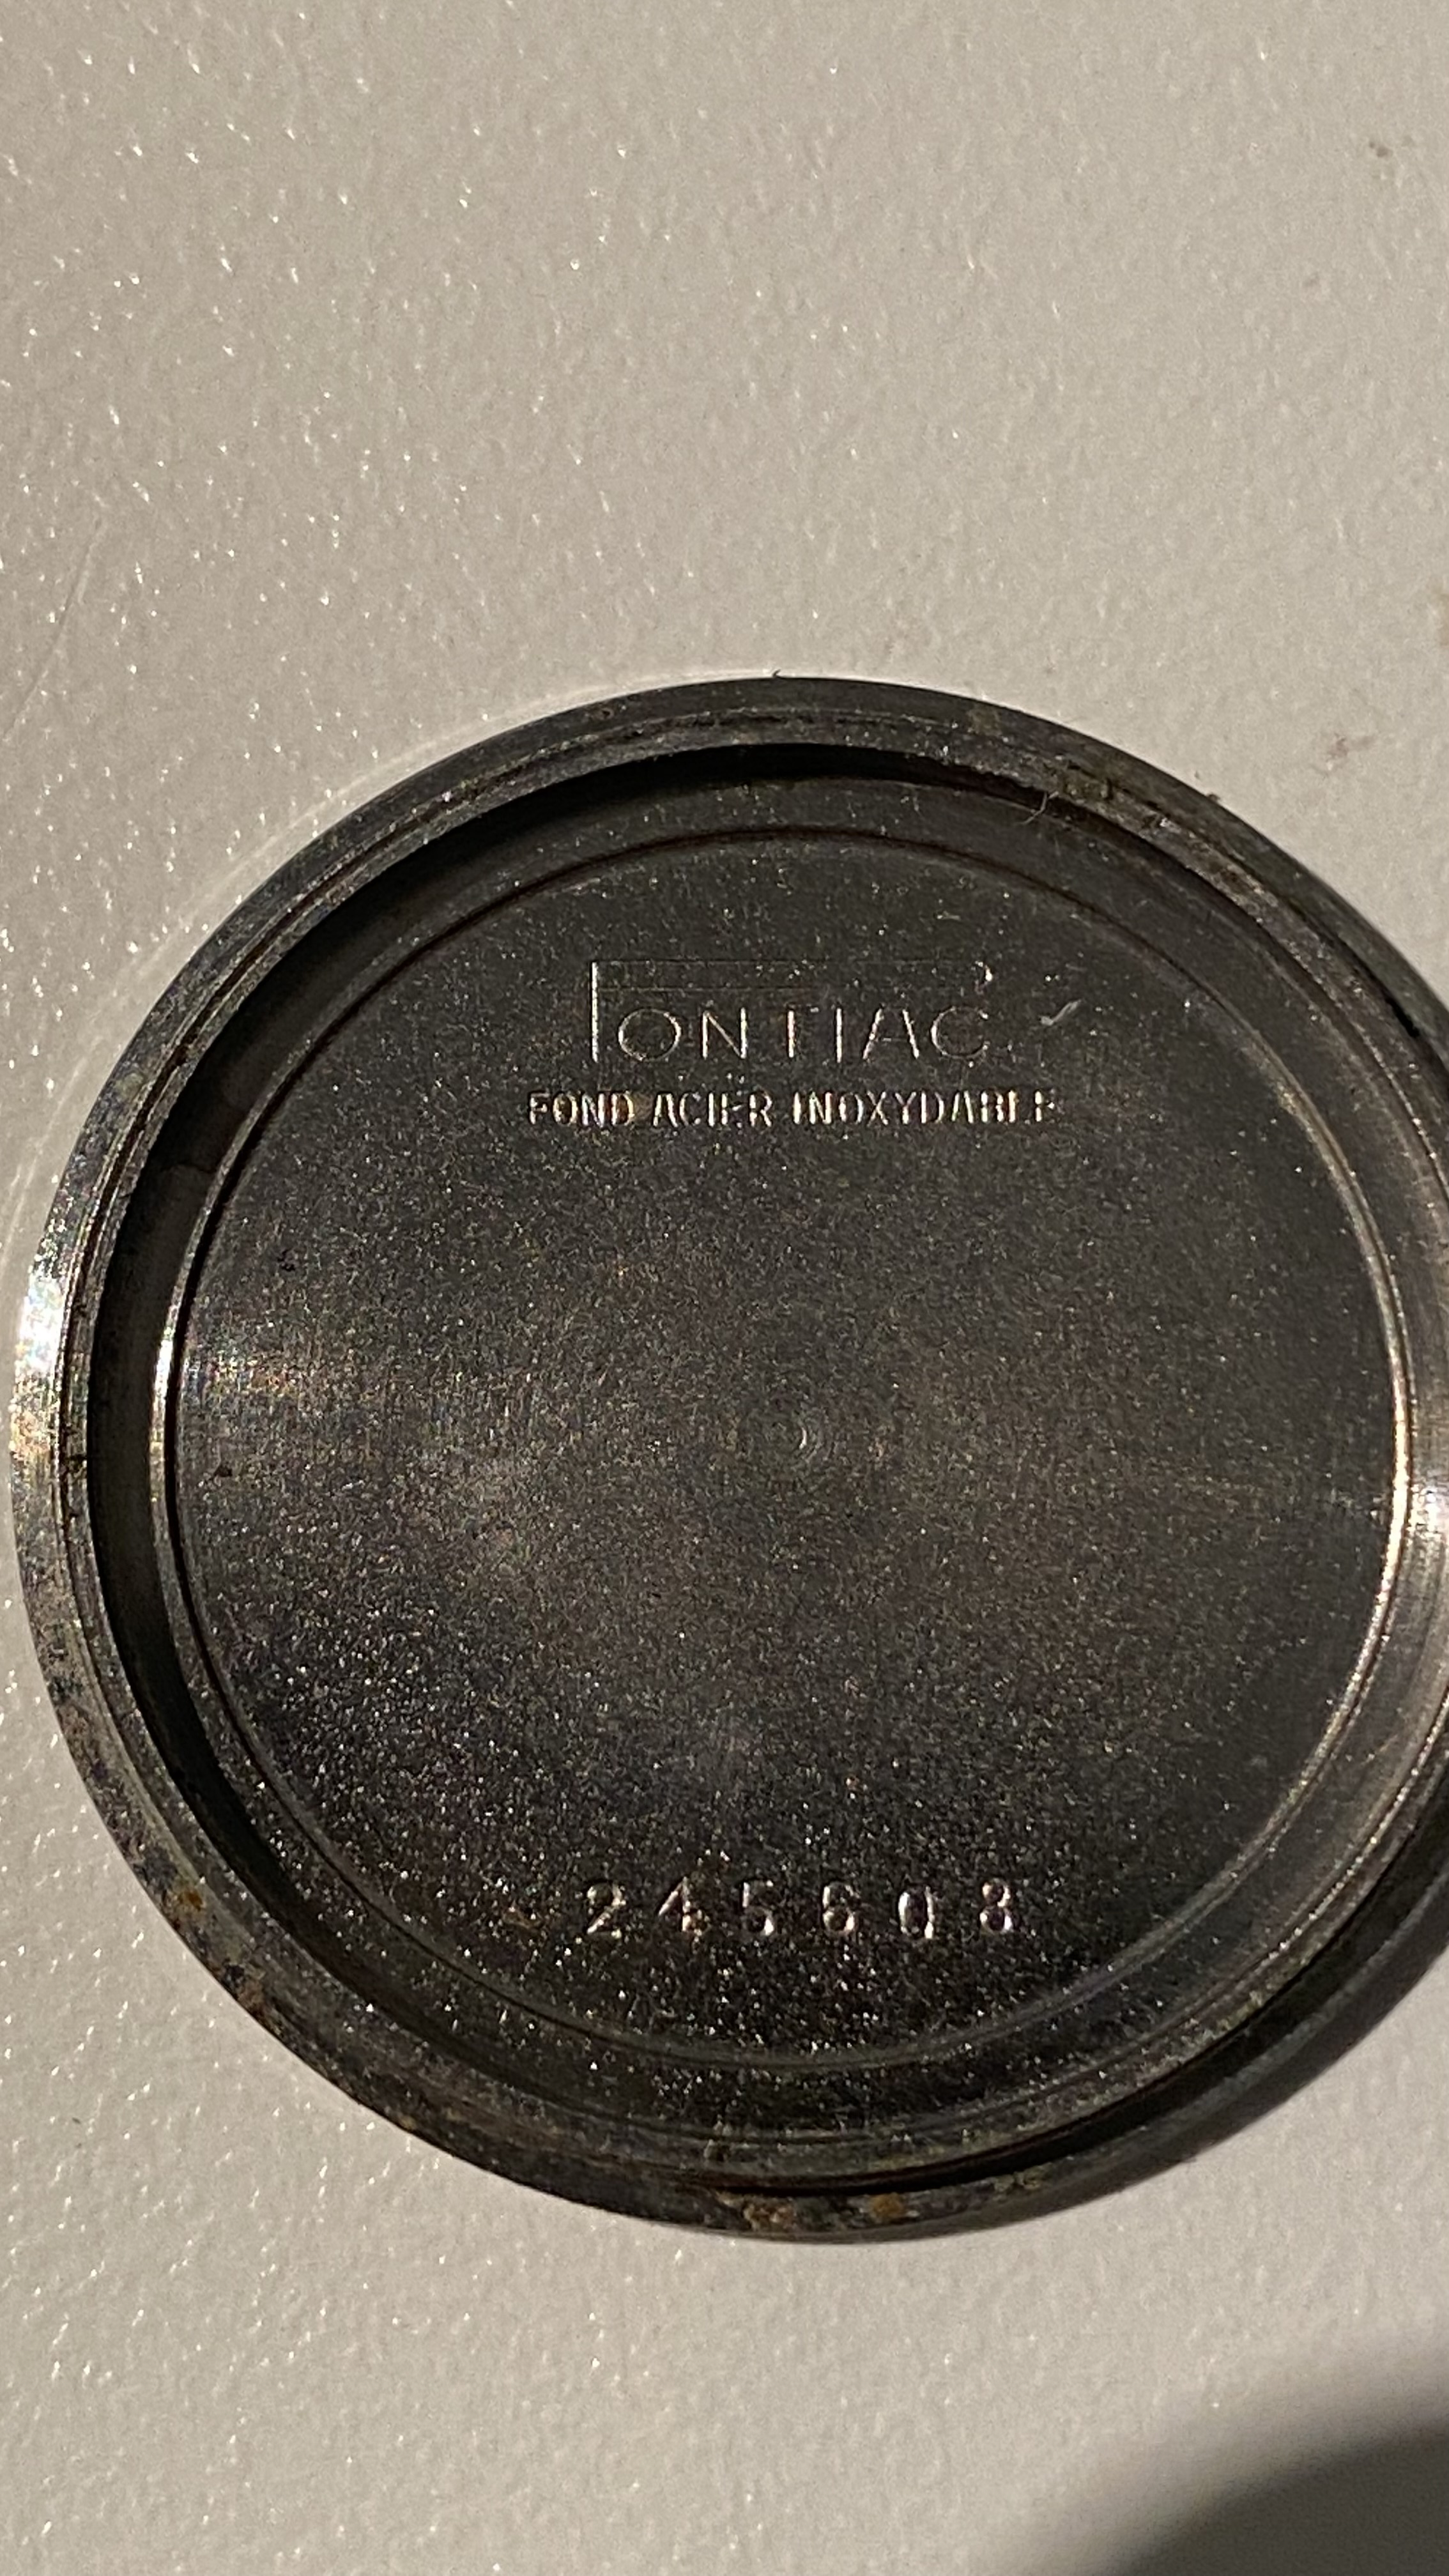 PONTIAC
FOND ACIER INOXYDABLE
245608